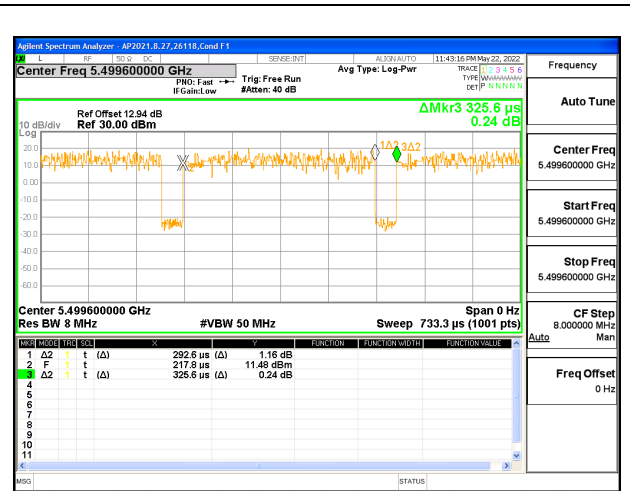 Agilent Spectrum Analyzer - AP2021.8.27,26118,Cond F1
L RF 50 Ω DC SENSE:INT ALIGNAUTO 11:43:16 PM May 22, 2022
Center Freq 5.499600000 GHz
PNO: Fast
IFGain:Low
Trig: Free Run
#Atten: 40 dB
Avg Type: Log-Pwr
TRACE 1 2 3 4 5 6
TYPE W
DET P N N N N N
Ref Offset 12.94 dB
Ref 30.00 dBm
ΔMkr3 325.6 µs
0.24 dB
10 dB/div
Log
20.0
10.0
0.00
-10.0
-20.0
-30.0
-40.0
-50.0
-60.0
1Δ2
3Δ2
Center 5.499600000 GHz
Span 0 Hz
Res BW 8 MHz
#VBW 50 MHz
Sweep 733.3 µs (1001 pts)
MKR MODE TRC SCL X Y FUNCTION FUNCTION WIDTH FUNCTION VALUE
1 Δ2 1 t (Δ) 292.6 µs (Δ) 1.16 dB
2 F 1 t 217.8 µs 11.48 dBm
3 Δ2 1 t (Δ) 325.6 µs (Δ) 0.24 dB
4
5
6
7
8
9
10
11
MSG
STATUS
Frequency
Auto Tune
Center Freq
5.499600000 GHz
Start Freq
5.499600000 GHz
Stop Freq
5.499600000 GHz
CF Step
8.000000 MHz
Auto Man
Freq Offset
0 Hz